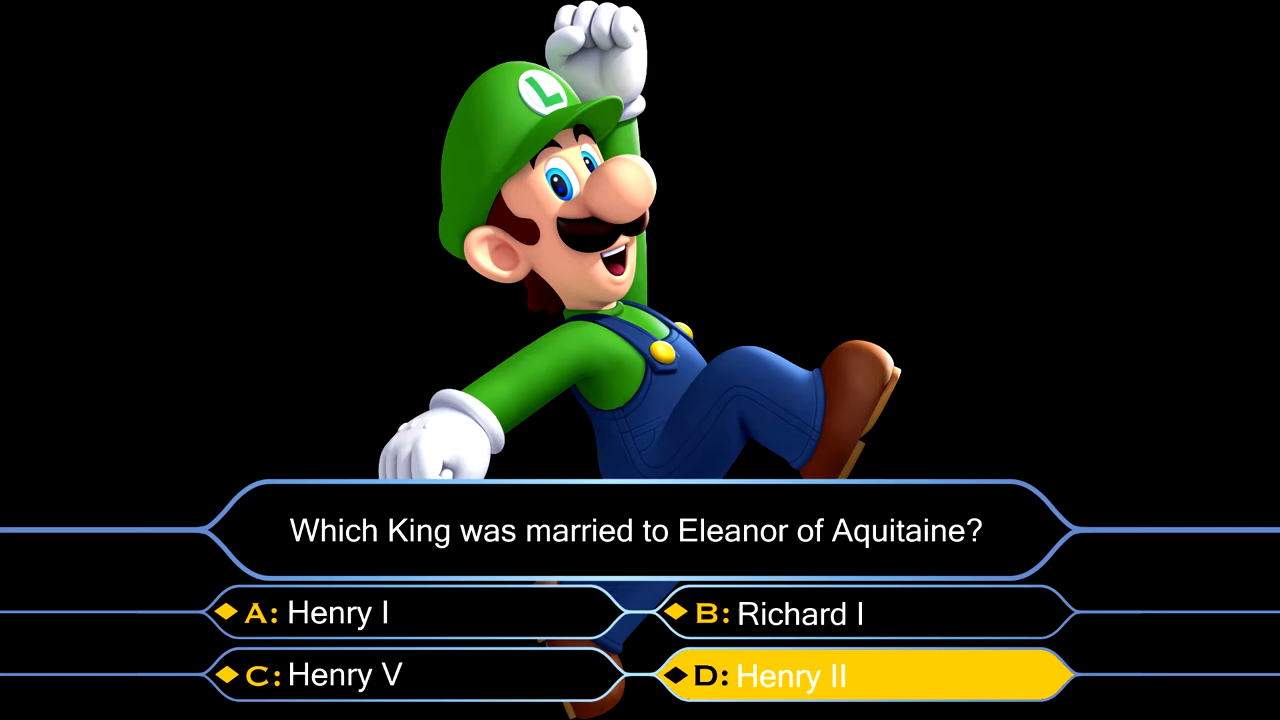 L
Which King was married to Eleanor of Aquitaine?
A: Henry I
B: Richard I
C: Henry V
D: Henry II